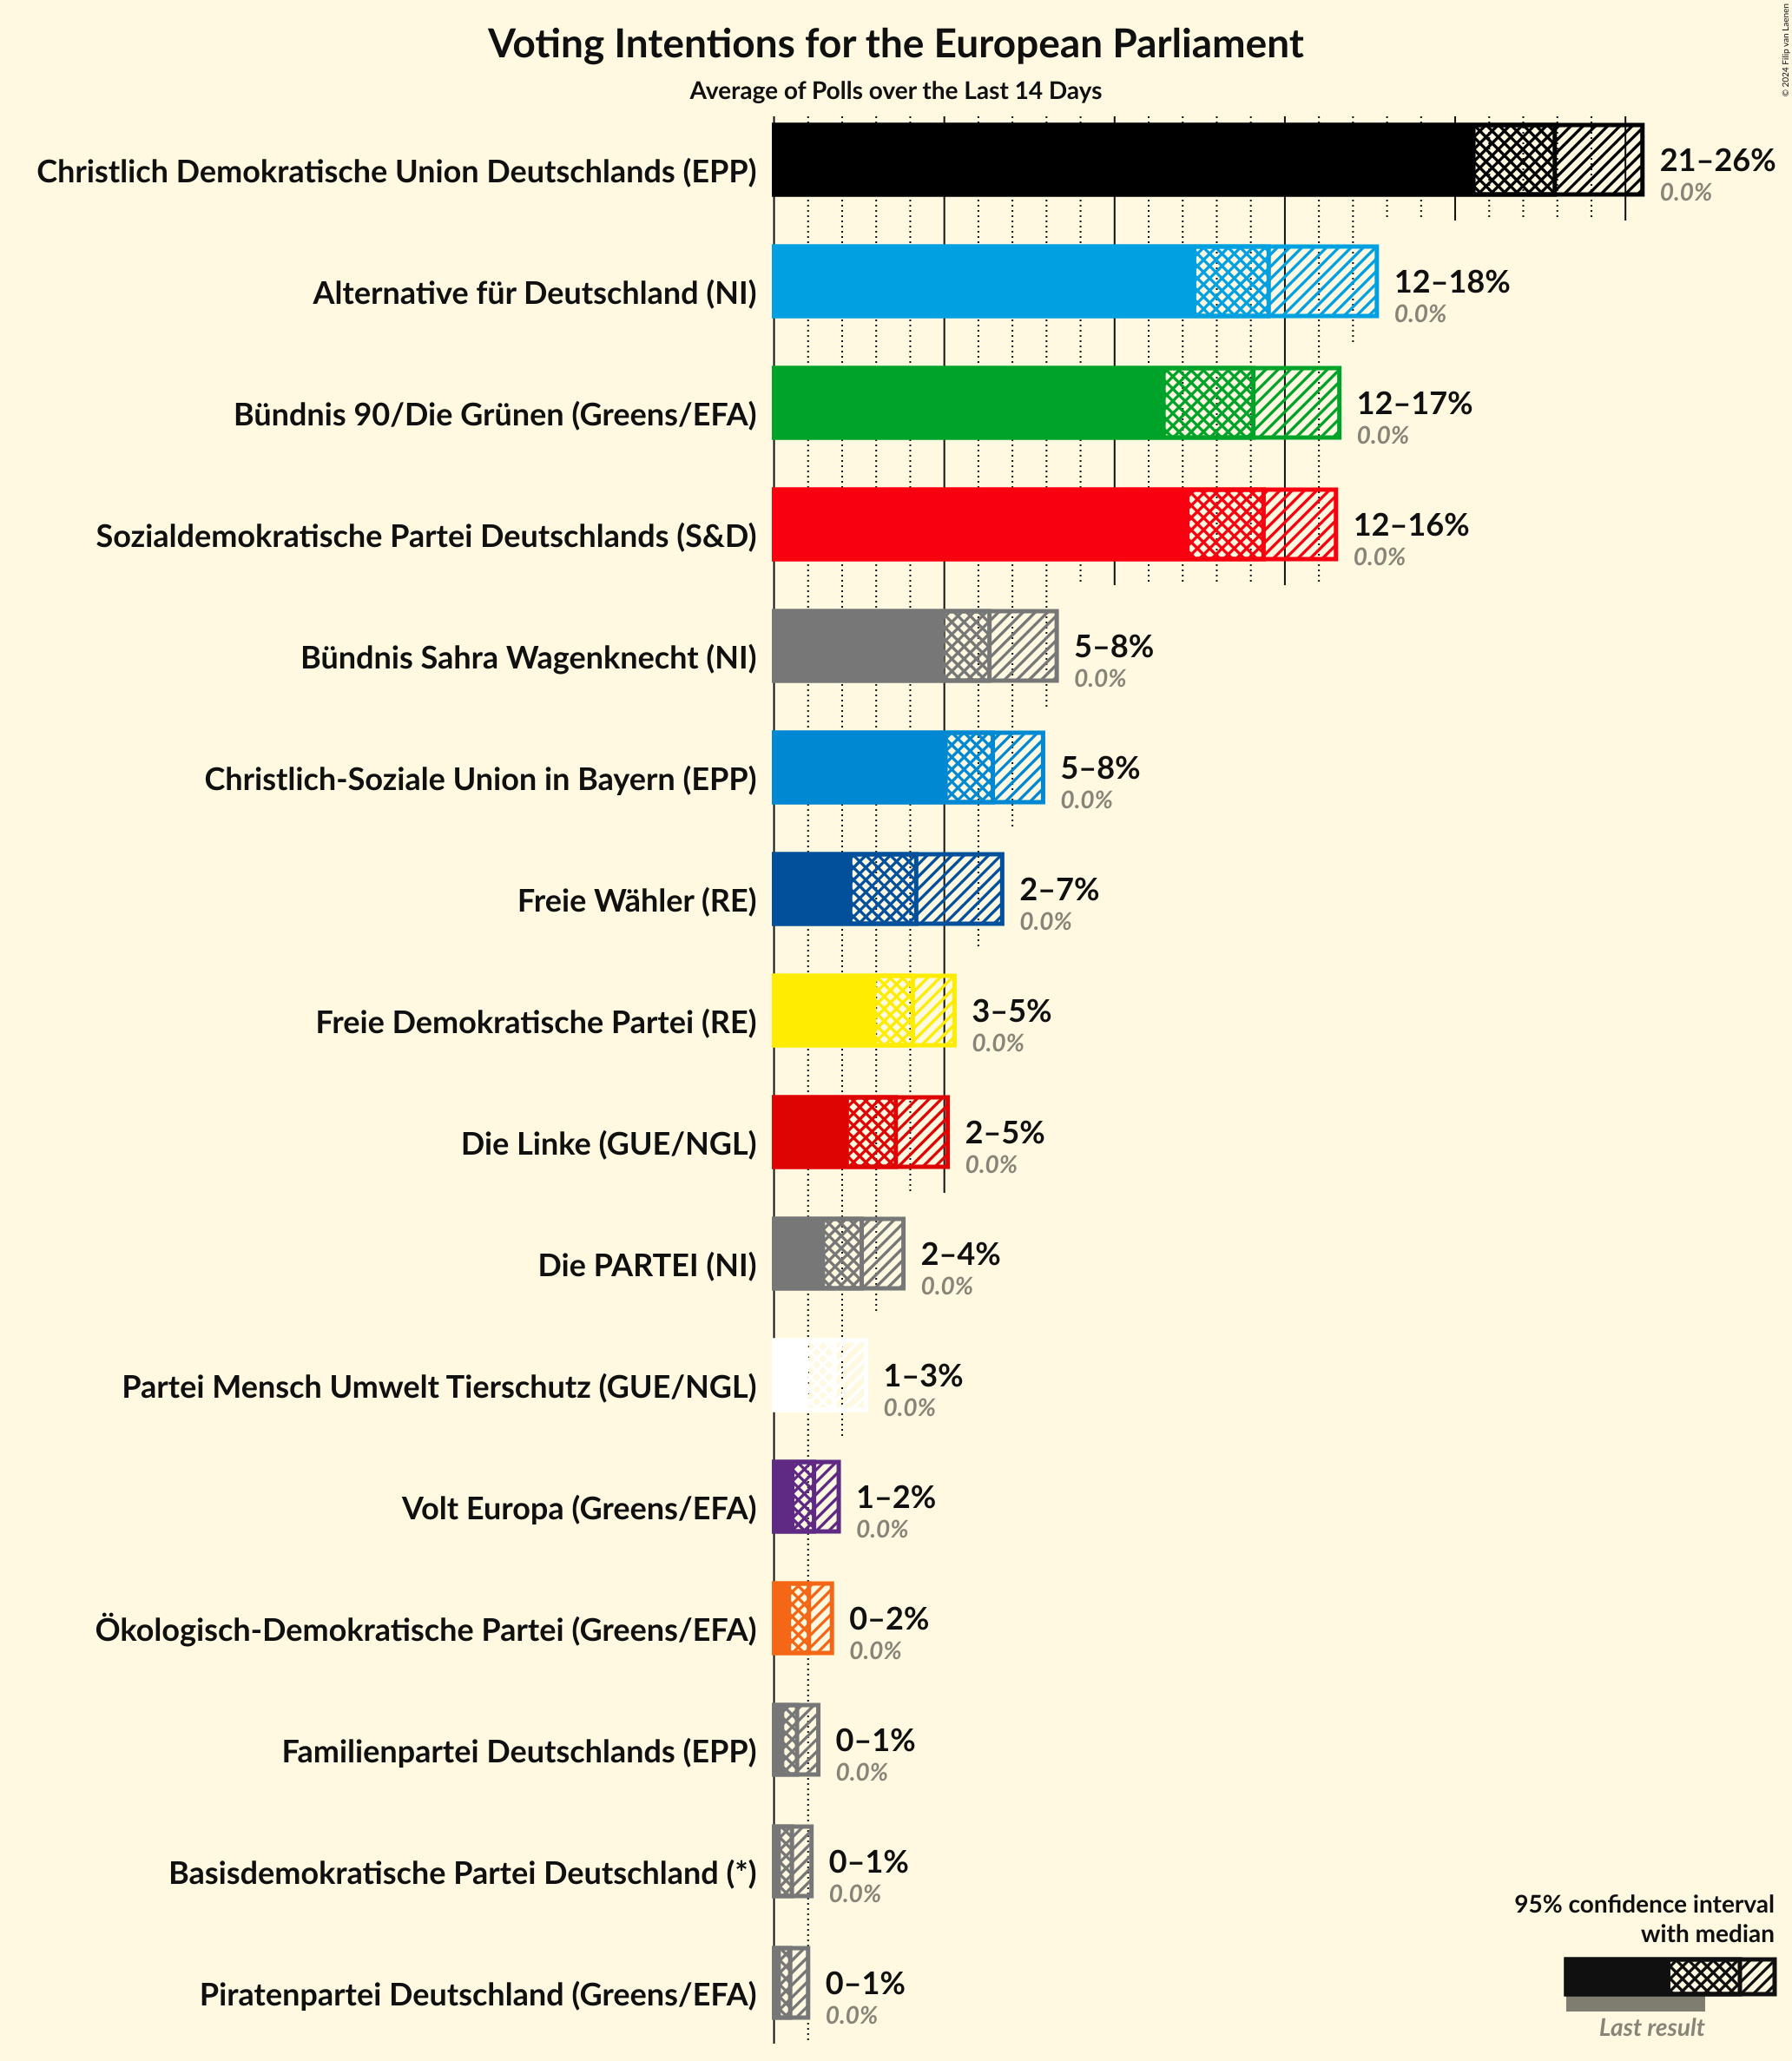 Voting Intentions for the European Parliament
Average of Polls over the Last 14 Days
© 2024 Filip van Laenen
Christlich Demokratische Union Deutschlands (EPP)
21–26%
0.0%
Alternative für Deutschland (NI)
12–18%
0.0%
Bündnis 90/Die Grünen (Greens/EFA)
12–17%
0.0%
Sozialdemokratische Partei Deutschlands (S&D)
12–16%
0.0%
Bündnis Sahra Wagenknecht (NI)
5–8%
0.0%
Christlich-Soziale Union in Bayern (EPP)
5–8%
0.0%
Freie Wähler (RE)
2–7%
0.0%
Freie Demokratische Partei (RE)
3–5%
0.0%
Die Linke (GUE/NGL)
2–5%
0.0%
Die PARTEI (NI)
2–4%
0.0%
Partei Mensch Umwelt Tierschutz (GUE/NGL)
1–3%
0.0%
Volt Europa (Greens/EFA)
1–2%
0.0%
Ökologisch-Demokratische Partei (Greens/EFA)
0–2%
0.0%
Familienpartei Deutschlands (EPP)
0–1%
0.0%
Basisdemokratische Partei Deutschland (*)
0–1%
0.0%
Piratenpartei Deutschland (Greens/EFA)
0–1%
0.0%
95% confidence interval
with median
Last result